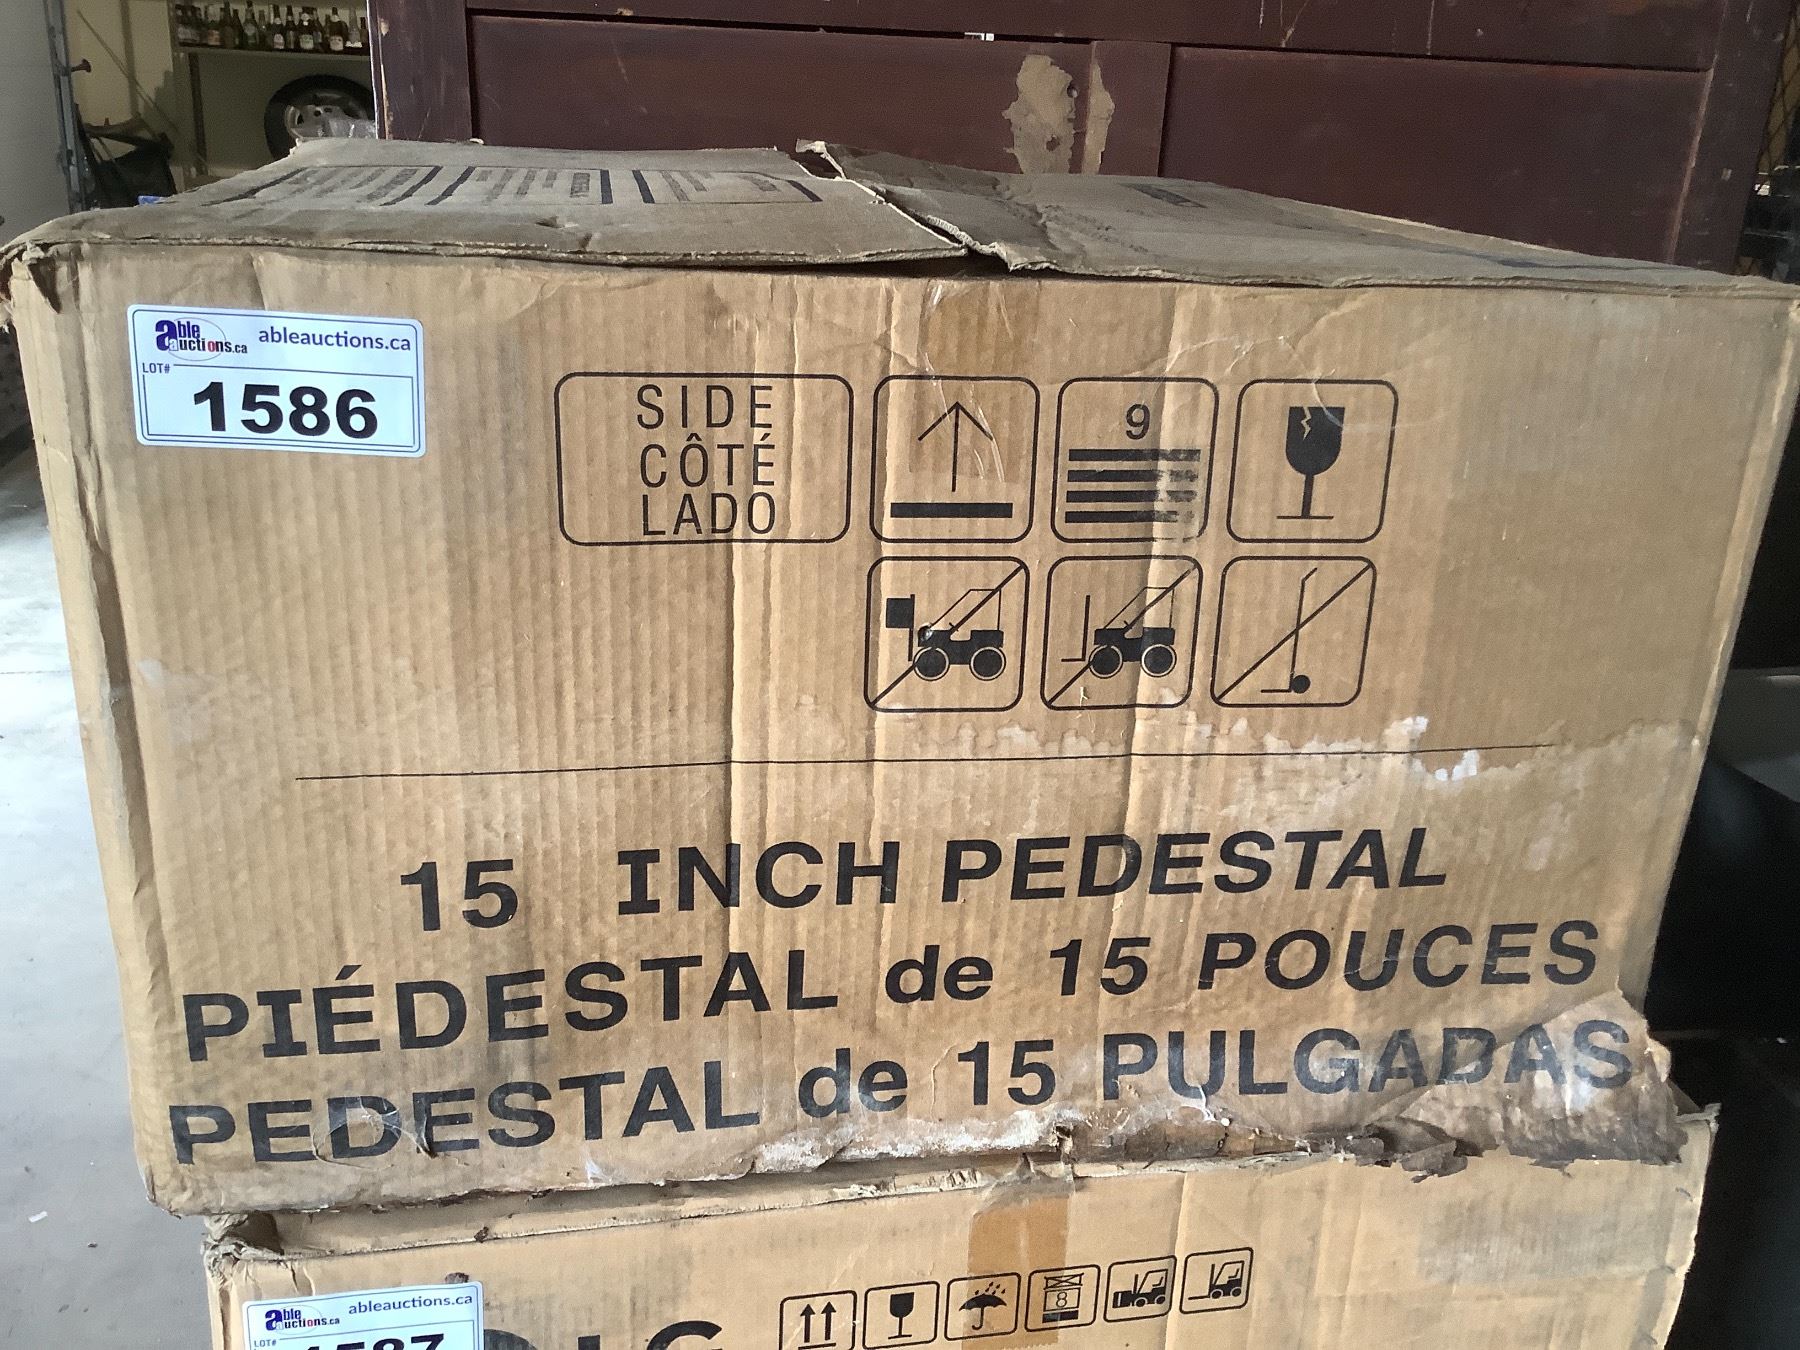 able auctions.ca
ableauctions.ca
LOT#
1586
SIDE
CÔTÉ
LADO
9
15 INCH PEDESTAL
PIÉDESTAL de 15 POUCES
PEDESTAL de 15 PULGADAS
able auctions.ca
ableauctions.ca
LOT#
1587
8